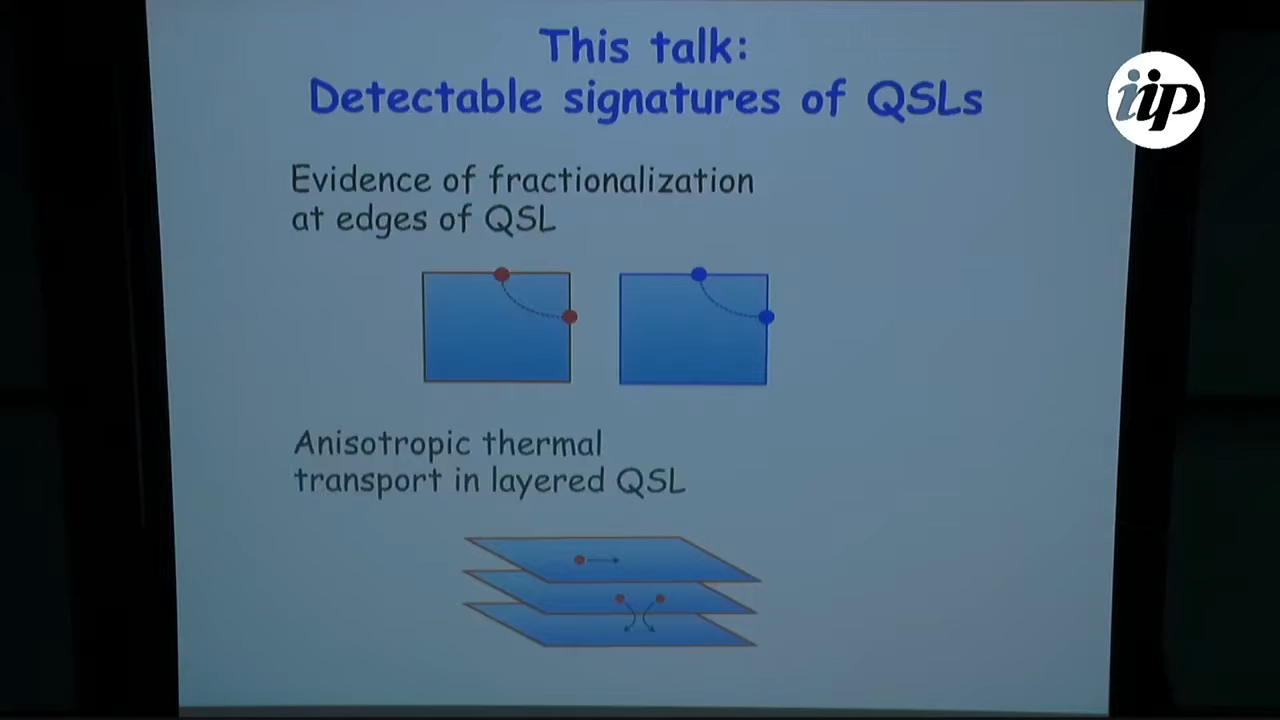 This talk:
Detectable signatures of QSLs
iip
Evidence of fractionalization
at edges of QSL
Anisotropic thermal
transport in layered QSL